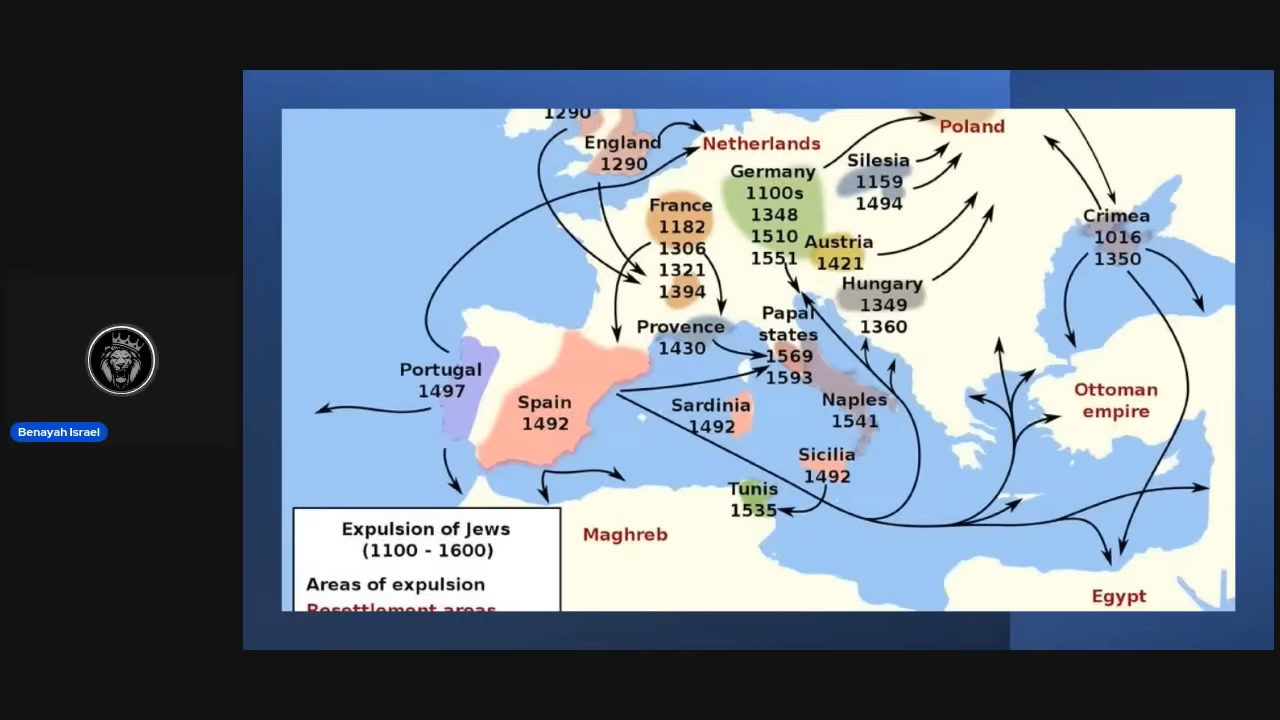 1290
England
1290
Netherlands
Poland
Germany
1100s
1348
1510
1551
Silesia
1159
1494
France
1182
1306
1321
1394
Austria
1421
Crimea
1016
1350
Hungary
1349
1360
Provence
1430
Papal
states
1569
1593
Portugal
1497
Spain
1492
Sardinia
1492
Naples
1541
Ottoman
empire
Sicilia
1492
Tunis
1535
Maghreb
Egypt
Expulsion of Jews
(1100 - 1600)
Areas of expulsion
Resettlement areas
Benayah Israel